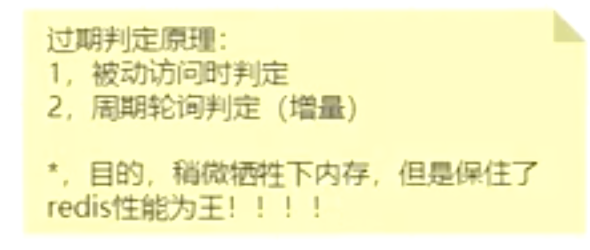 过期判定原理：
1，被动访问时判定
2，周期轮询判定（增量）
*，目的，稍微牺牲下内存，但是保住了
redis性能为王！！！！